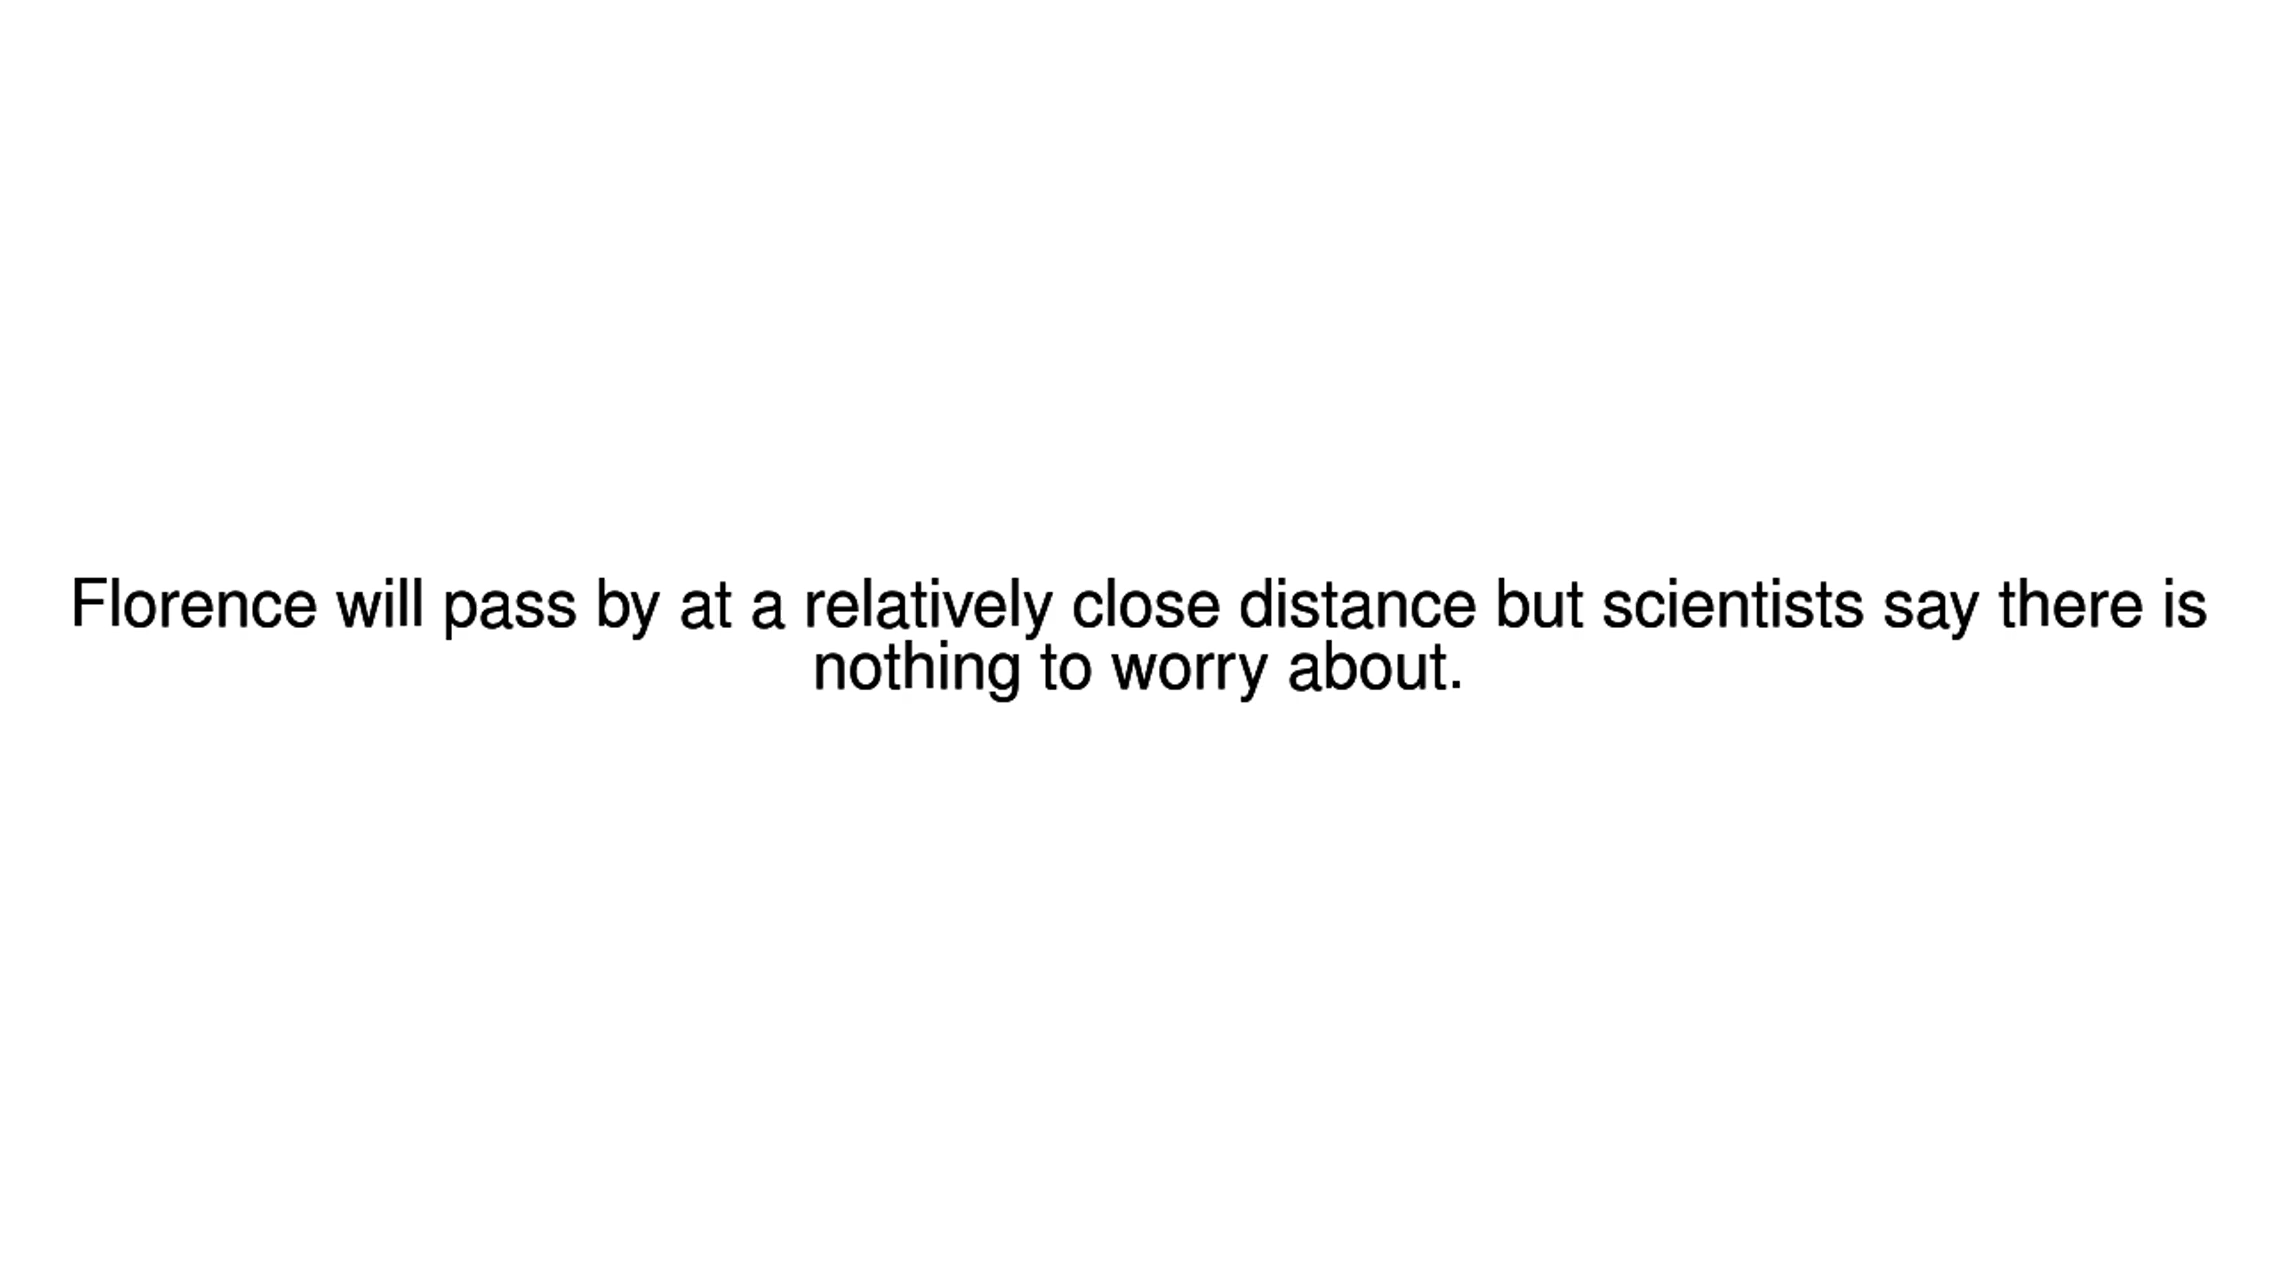 Florence will pass by at a relatively close distance but scientists say there is
nothing to worry about.